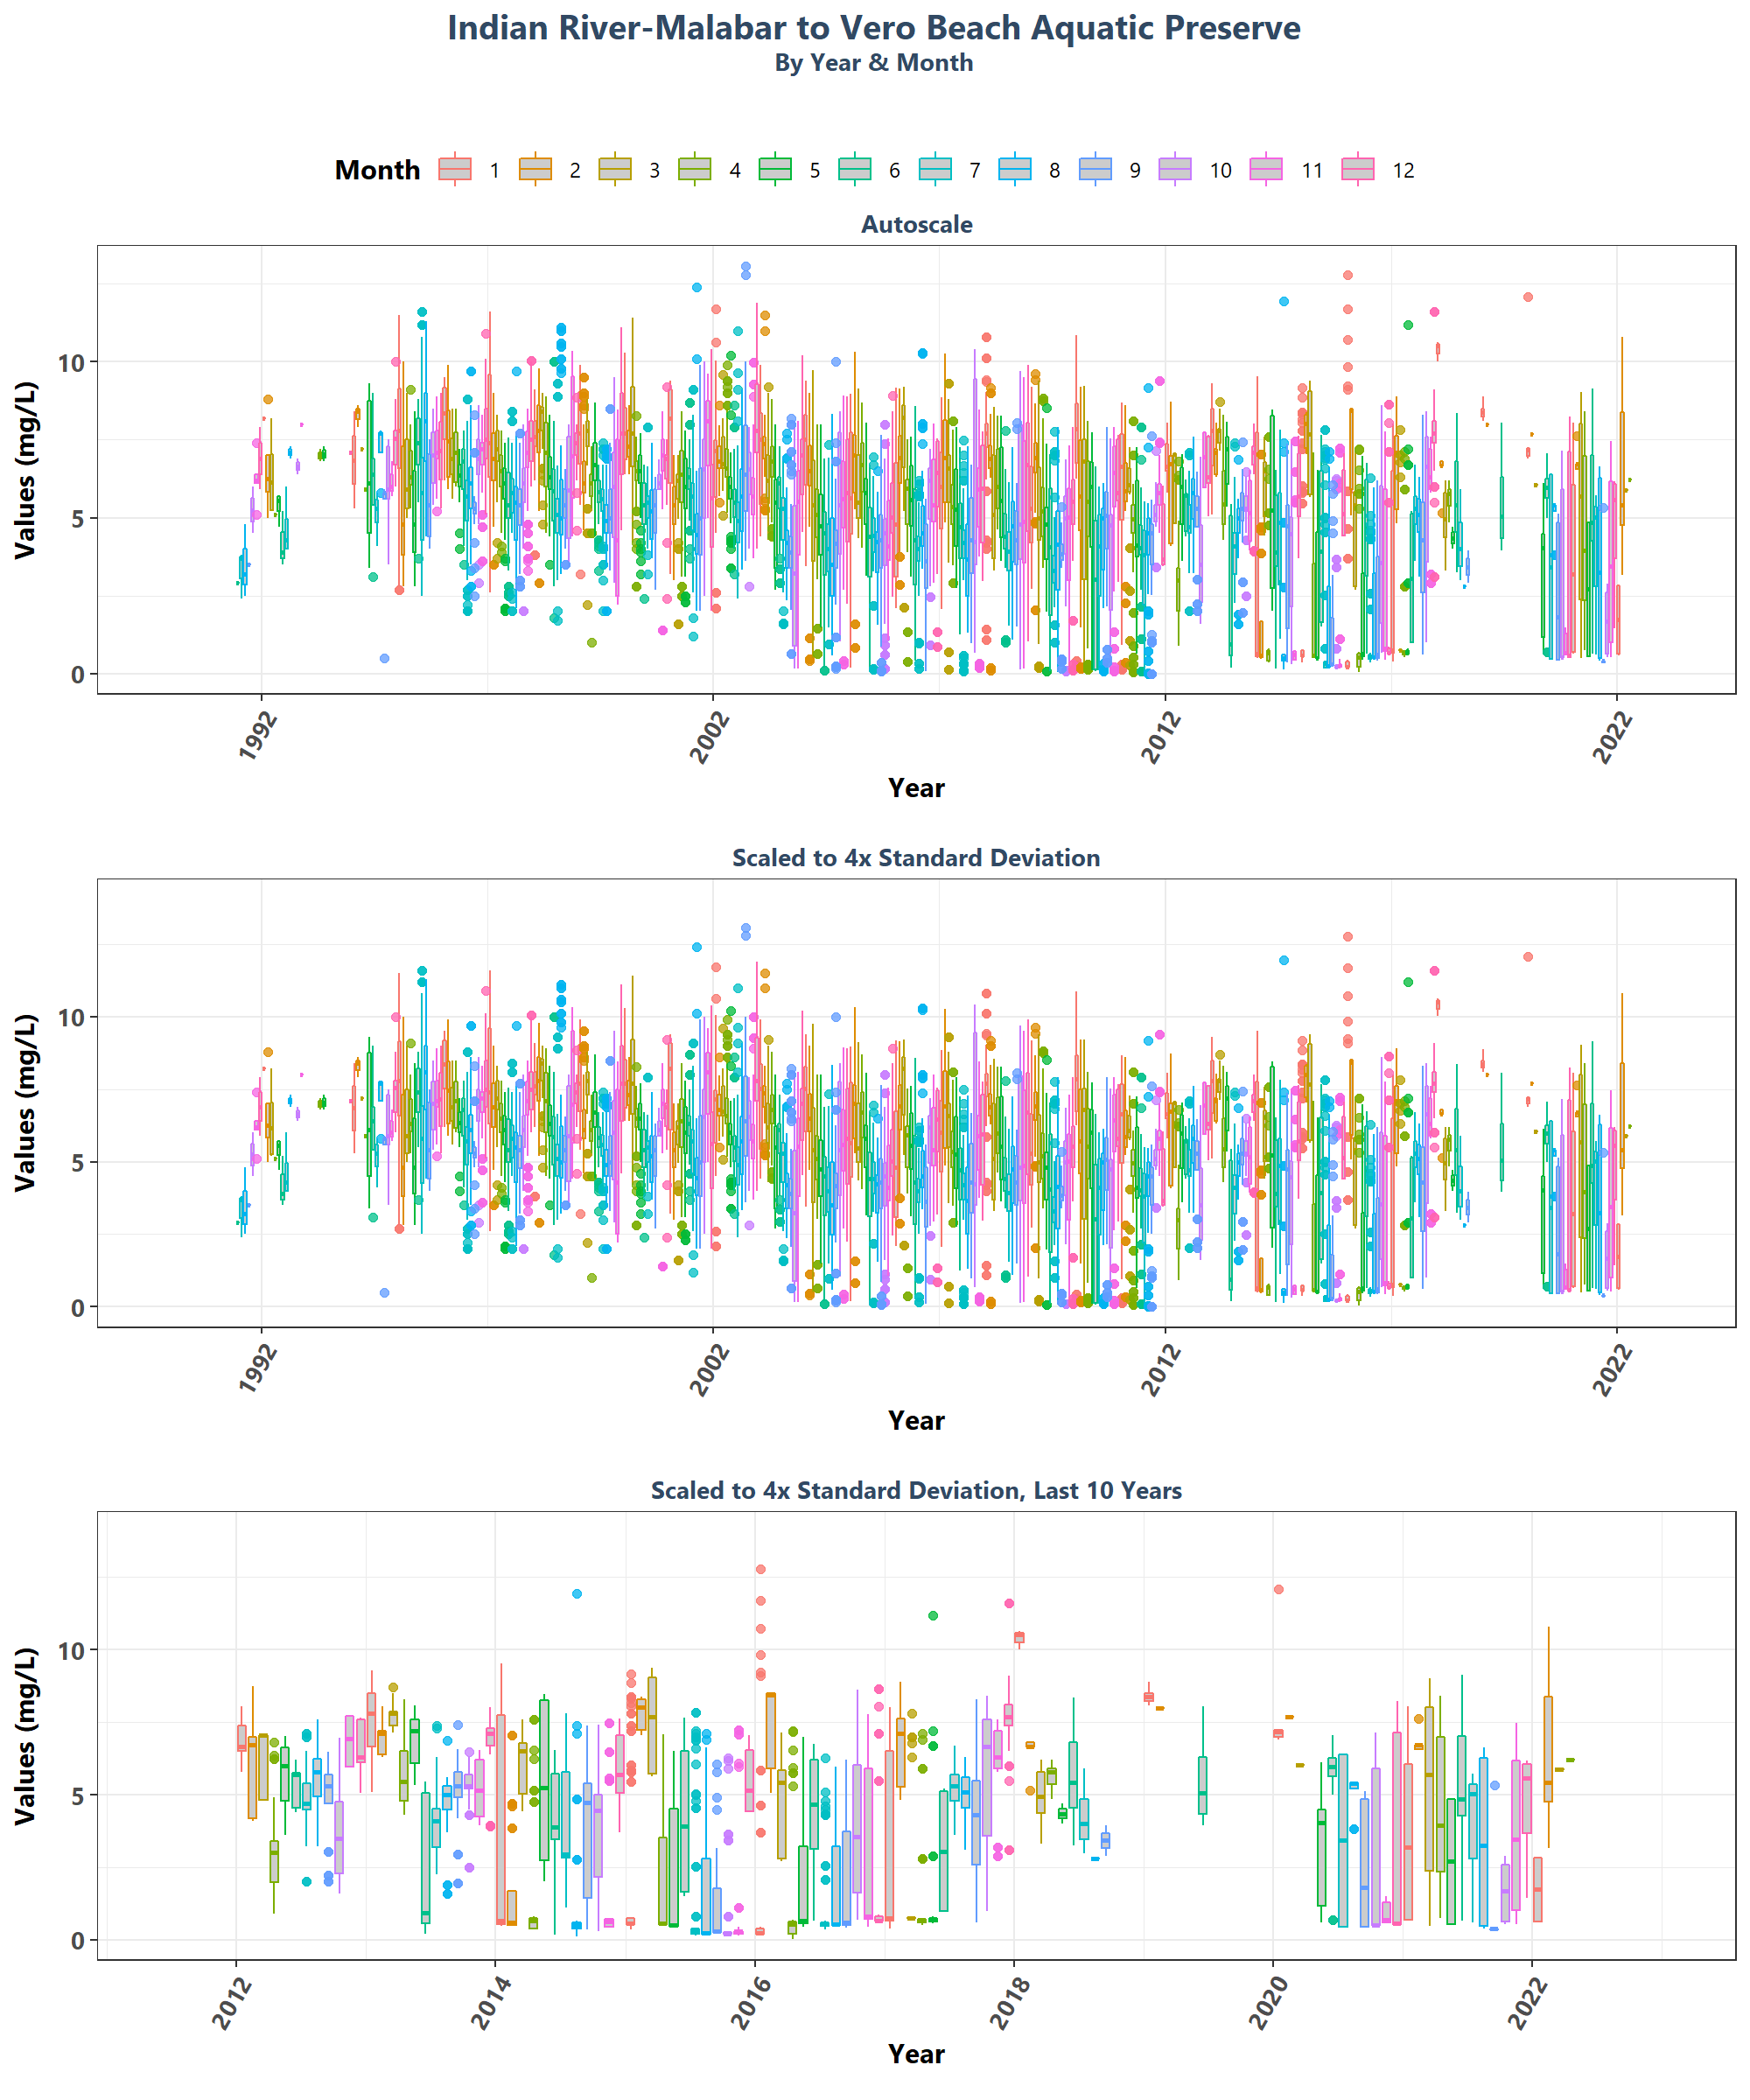 Indian River-Malabar to Vero Beach Aquatic Preserve
By Year & Month
Month 1 2 3 4 5 6 7 8 9 10 11 12
Autoscale
Values (mg/L)
10
5
0
1992 2002 2012 2022
Year
Scaled to 4x Standard Deviation
Values (mg/L)
10
5
0
1992 2002 2012 2022
Year
Scaled to 4x Standard Deviation, Last 10 Years
Values (mg/L)
10
5
0
2012 2014 2016 2018 2020 2022
Year